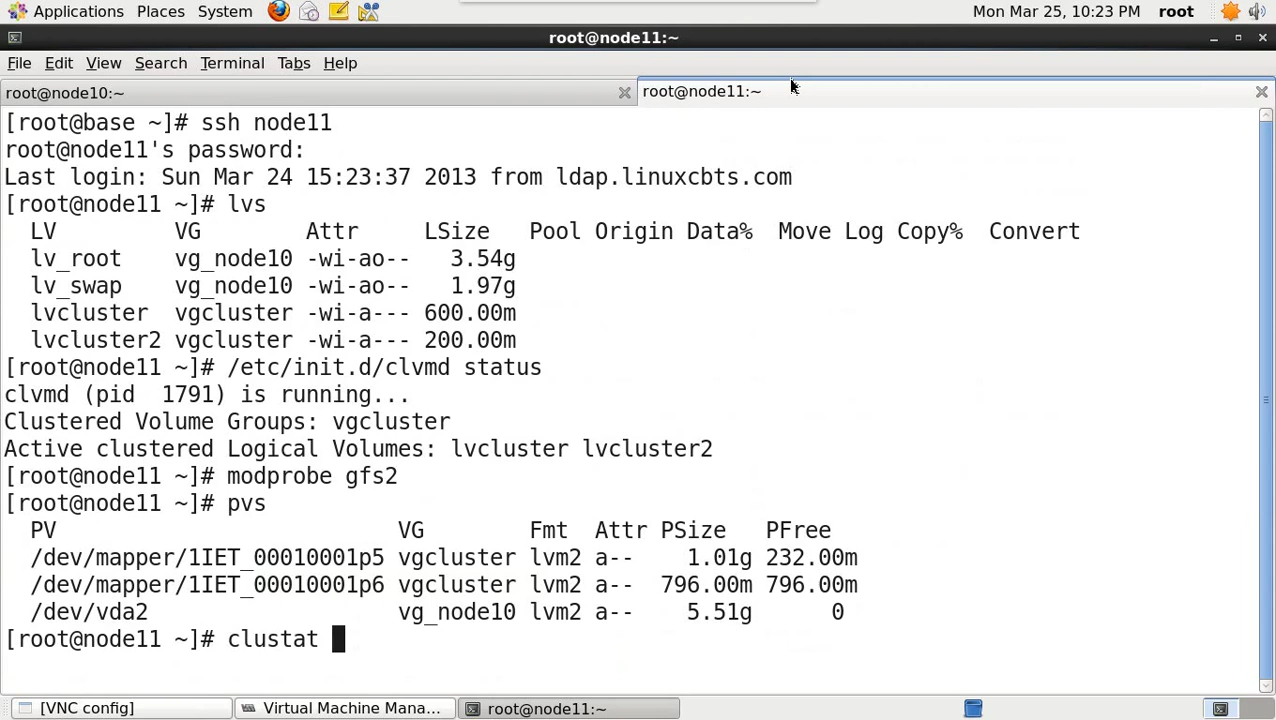 Applications Places System Mon Mar 25, 10:23 PM root
root@node11:~
File Edit View Search Terminal Tabs Help
root@node10:~ root@node11:~
[root@base ~]# ssh node11
root@node11's password:
Last login: Sun Mar 24 15:23:37 2013 from ldap.linuxcbts.com
[root@node11 ~]# lvs
  LV         VG         Attr      LSize   Pool Origin Data%  Move Log Copy%  Convert
  lv_root    vg_node10 -wi-ao--   3.54g
  lv_swap    vg_node10 -wi-ao--   1.97g
  lvcluster  vgcluster -wi-a--- 600.00m
  lvcluster2 vgcluster -wi-a--- 200.00m
[root@node11 ~]# /etc/init.d/clvmd status
clvmd (pid  1791) is running...
Clustered Volume Groups: vgcluster
Active clustered Logical Volumes: lvcluster lvcluster2
[root@node11 ~]# modprobe gfs2
[root@node11 ~]# pvs
  PV                          VG        Fmt  Attr PSize   PFree
  /dev/mapper/1IET_00010001p5 vgcluster lvm2 a--    1.01g 232.00m
  /dev/mapper/1IET_00010001p6 vgcluster lvm2 a--  796.00m 796.00m
  /dev/vda2                   vg_node10 lvm2 a--    5.51g      0
[root@node11 ~]# clustat
[VNC config] Virtual Machine Mana... root@node11:~